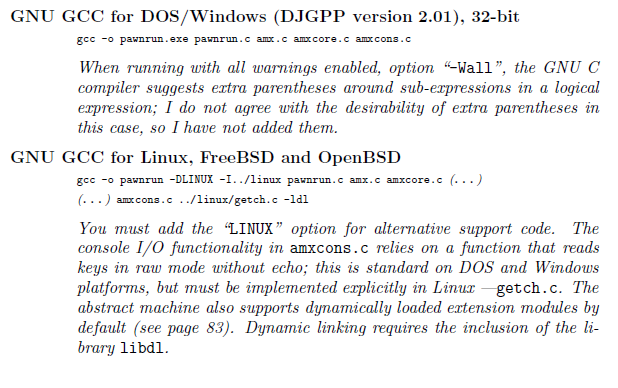 GNU GCC for DOS/Windows (DJGPP version 2.01), 32-bit
gcc -o pawnrun.exe pawnrun.c amx.c amxcore.c amxcons.c
When running with all warnings enabled, option “-Wall”, the GNU C
compiler suggests extra parentheses around sub-expressions in a logical
expression; I do not agree with the desirability of extra parentheses in
this case, so I have not added them.
GNU GCC for Linux, FreeBSD and OpenBSD
gcc -o pawnrun -DLINUX -I../linux pawnrun.c amx.c amxcore.c (...)
(...) amxcons.c ../linux/getch.c -ldl
You must add the “LINUX” option for alternative support code. The
console I/O functionality in amxcons.c relies on a function that reads
keys in raw mode without echo; this is standard on DOS and Windows
platforms, but must be implemented explicitly in Linux —getch.c. The
abstract machine also supports dynamically loaded extension modules by
default (see page 83). Dynamic linking requires the inclusion of the li-
brary libdl.